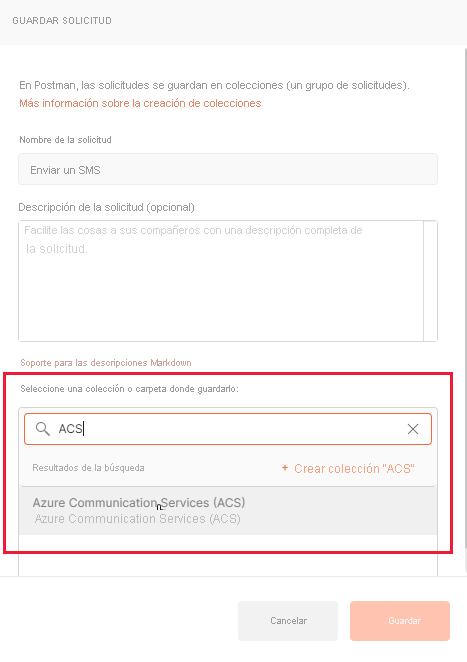 GUARDAR SOLICITUD
En Postman, las solicitudes se guardan en colecciones (un grupo de solicitudes).
Más información sobre la creación de colecciones
Nombre de la solicitud
Enviar un SMS
Descripción de la solicitud (opcional)
Facilite las cosas a sus compañeros con una descripción completa de
la solicitud.
Soporte para las descripciones Markdown
Seleccione una colección o carpeta donde guardarlo:
ACS
Resultados de la búsqueda + Crear colección "ACS"
Azure Communication Services (ACS)
Azure Communication Services (ACS)
Cancelar Guardar